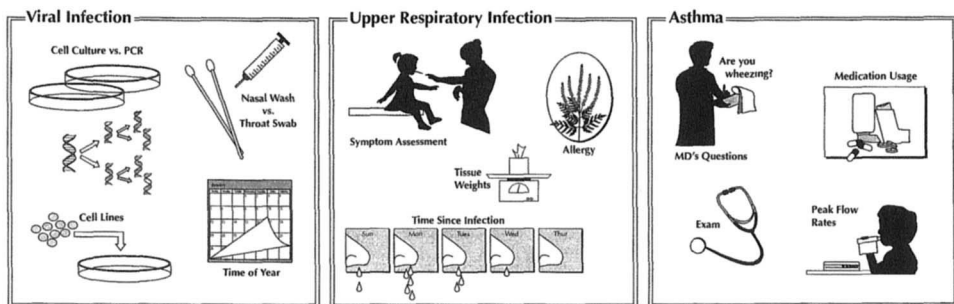 Viral Infection
Cell Culture vs. PCR
Nasal Wash
vs.
Throat Swab
Cell Lines
Time of Year
Upper Respiratory Infection
Symptom Assessment
Allergy
Tissue
Weights
Time Since Infection
Sun
Mon
Tues
Wed
Thur
Asthma
Are you
wheezing?
MD's Questions
Medication Usage
Exam
Peak Flow
Rates